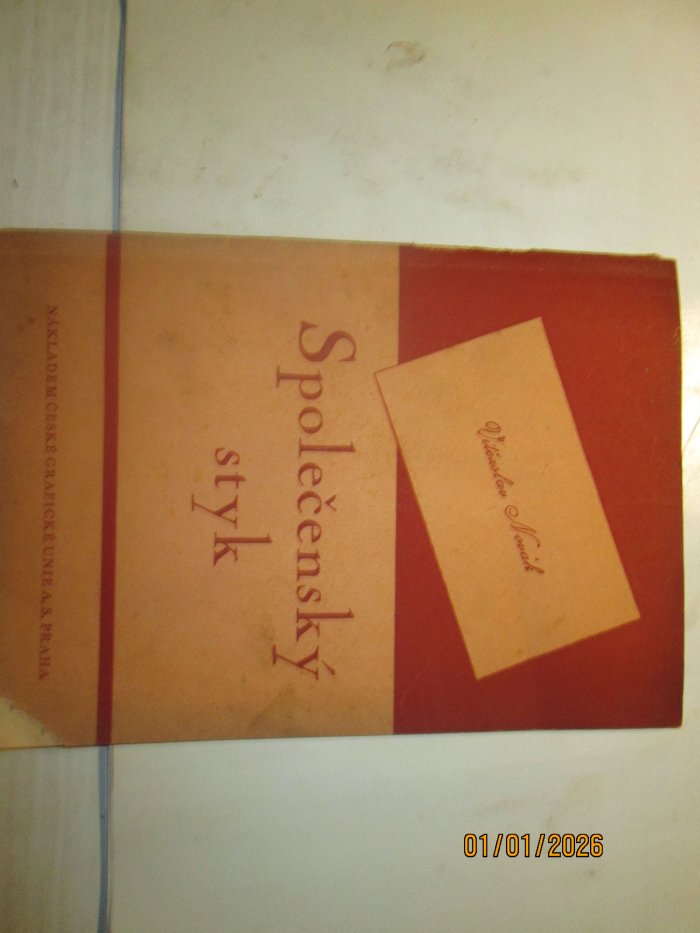 Vítězslav Novák
Společenský
styk
NÁKLADEM ČESKÉ GRAFICKÉ UNIE A. S. PRAHA
01/01/2026